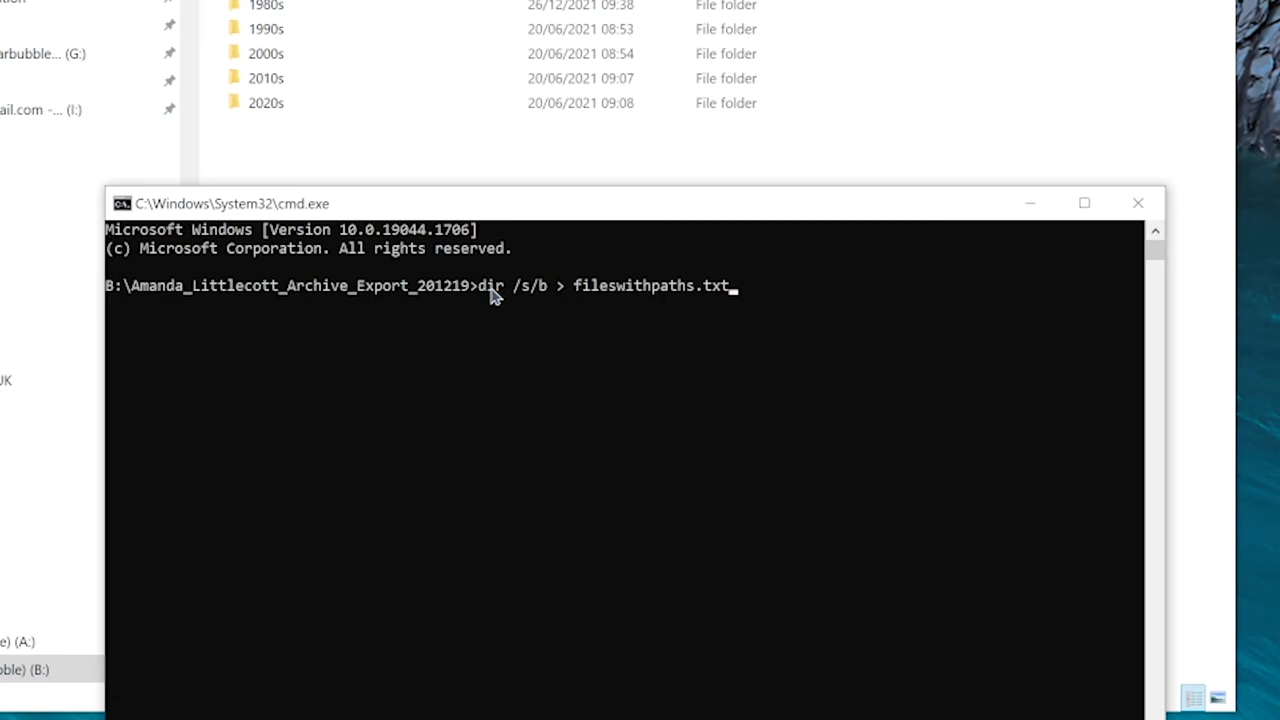 1980s 26/12/2021 09:38 File folder
1990s 20/06/2021 08:53 File folder
arbubble... (G:) 2000s 20/06/2021 08:54 File folder
2010s 20/06/2021 09:07 File folder
ail.com -... (I:) 2020s 20/06/2021 09:08 File folder
C:\Windows\System32\cmd.exe
Microsoft Windows [Version 10.0.19044.1706]
(c) Microsoft Corporation. All rights reserved.
B:\Amanda_Littlecott_Archive_Export_201219>dir /s/b > fileswithpaths.txt_
JK
e) (A:)
bble) (B:)